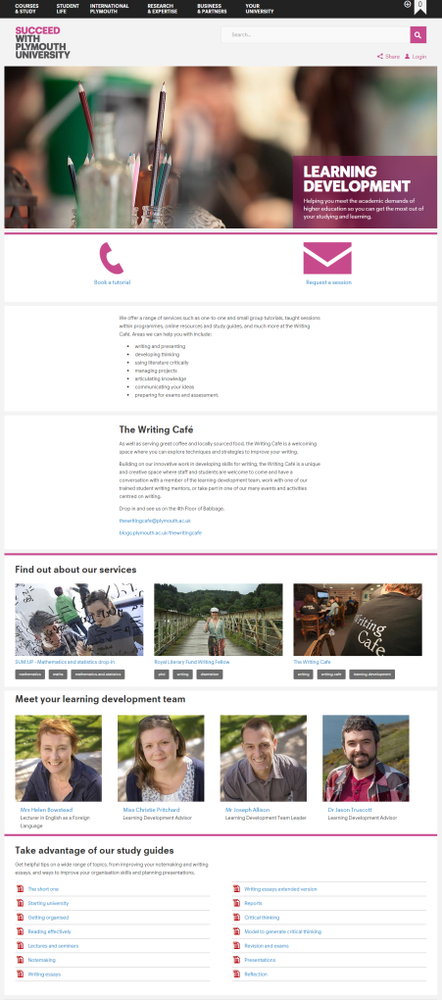 COURSES & STUDY
STUDENT LIFE
INTERNATIONAL PLYMOUTH
RESEARCH & EXPERTISE
BUSINESS & PARTNERS
YOUR UNIVERSITY
0
SUCCEED
WITH
PLYMOUTH
UNIVERSITY
Search...
Share
Login
LEARNING
DEVELOPMENT
Helping you meet the academic demands of
higher education so you can get the most out of
your studying and learning.
Book a tutorial
Request a session
We offer a range of services such as one-to-one and small group tutorials, taught sessions
within programmes, online resources and study guides, and much more at the Writing
Café. Areas we can help you with include:
• writing and presenting
• developing thinking
• using literature critically
• managing projects
• articulating knowledge
• communicating your ideas
• preparing for exams and assessment.
The Writing Café
As well as serving great coffee and locally sourced food, the Writing Café is a welcoming
space where you can explore techniques and strategies to improve your writing.
Building on our innovative work in developing skills for writing, the Writing Café is a unique
and creative space where staff and students are welcome to come and have a
conversation with a member of the learning development team, work with one of our
trained student writing mentors, or take part in one of our many events and activities
centred on writing.
Drop in and see us on the 4th Floor of Babbage.
thewritingcafe@plymouth.ac.uk
blogs.plymouth.ac.uk/thewritingcafe
Find out about our services
Writing
Cafe
SUM UP - Mathematics and statistics drop-in
mathematics
maths
mathematics-and-statistics
Royal Literary Fund Writing Fellow
phd
writing
dissertation
The Writing Café
writing
writing-cafe
learning-development
Meet your learning development team
Mrs Helen Bowstead
Lecturer in English as a Foreign
Language
Miss Christie Pritchard
Learning Development Advisor
Mr Joseph Allison
Learning Development Team Leader
Dr Jason Truscott
Learning Development Advisor
Take advantage of our study guides
Get helpful tips on a wide range of topics, from improving your notemaking and writing
essays, and ways to improve your organisation skills and planning presentations.
The short one
Starting university
Getting organised
Reading effectively
Lectures and seminars
Notemaking
Writing essays
Writing essays extended version
Reports
Critical thinking
Model to generate critical thinking
Revision and exams
Presentations
Reflection